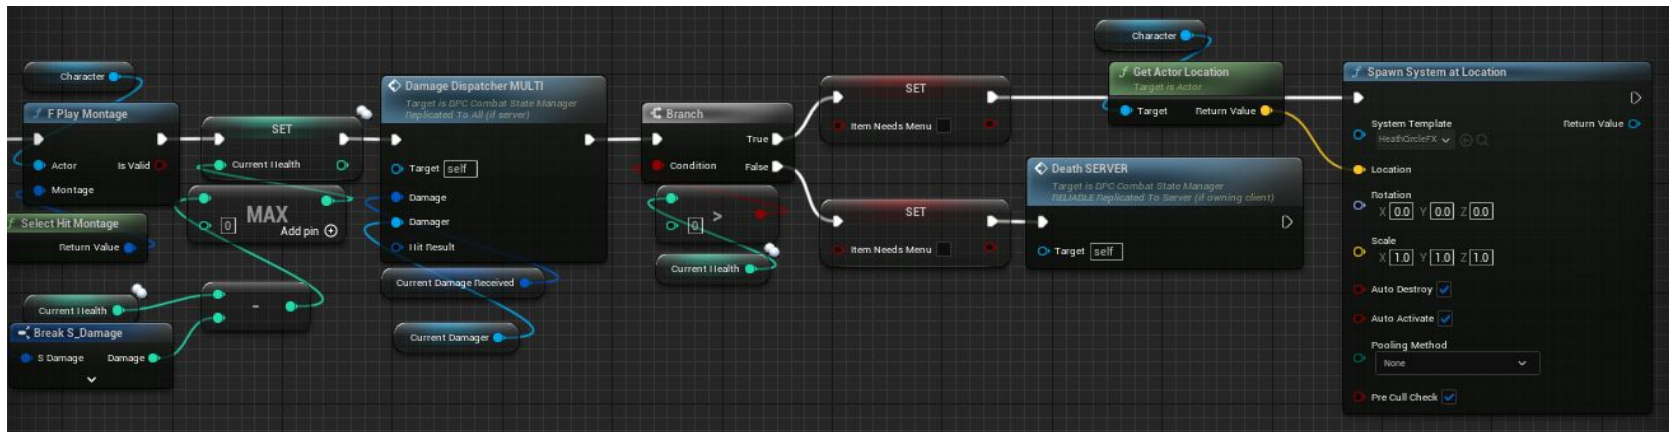 Character
F Play Montage
Actor
Is Valid
Montage
Select Hit Montage
Return Value
Current Health
Break S_Damage
S Damage
Damage
SET
Current Health
0
MAX
Add pin
-
Damage Dispatcher MULTI
Target is DPC Combat State Manager
Replicated To All (if server)
Target
self
Damage
Damager
Hit Result
Current Damage Received
Current Damager
Branch
True
Condition
False
>
0
Current Health
SET
Item Needs Menu
SET
Item Needs Menu
Death SERVER
Target is DPC Combat State Manager
RELIABLE Replicated To Server (if owning client)
Target
self
Character
Get Actor Location
Target is Actor
Target
Return Value
Spawn System at Location
System Template
Return Value
HeathCircleFX
Location
Rotation
X 0.0 Y 0.0 Z 0.0
Scale
X 1.0 Y 1.0 Z 1.0
Auto Destroy
Auto Activate
Pooling Method
None
Pre Cull Check